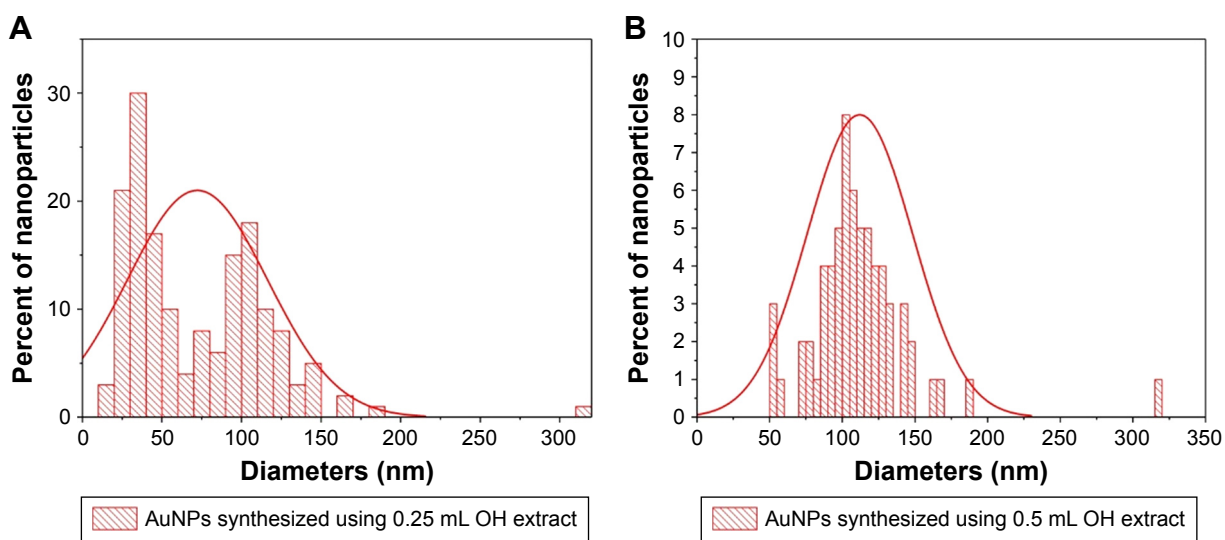 A
Percent of nanoparticles
30
20
10
0
0 50 100 150 200 250 300
Diameters (nm)
AuNPs synthesized using 0.25 mL OH extract
B
Percent of nanoparticles
10
9
8
7
6
5
4
3
2
1
0
0 50 100 150 200 250 300 350
Diameters (nm)
AuNPs synthesized using 0.5 mL OH extract